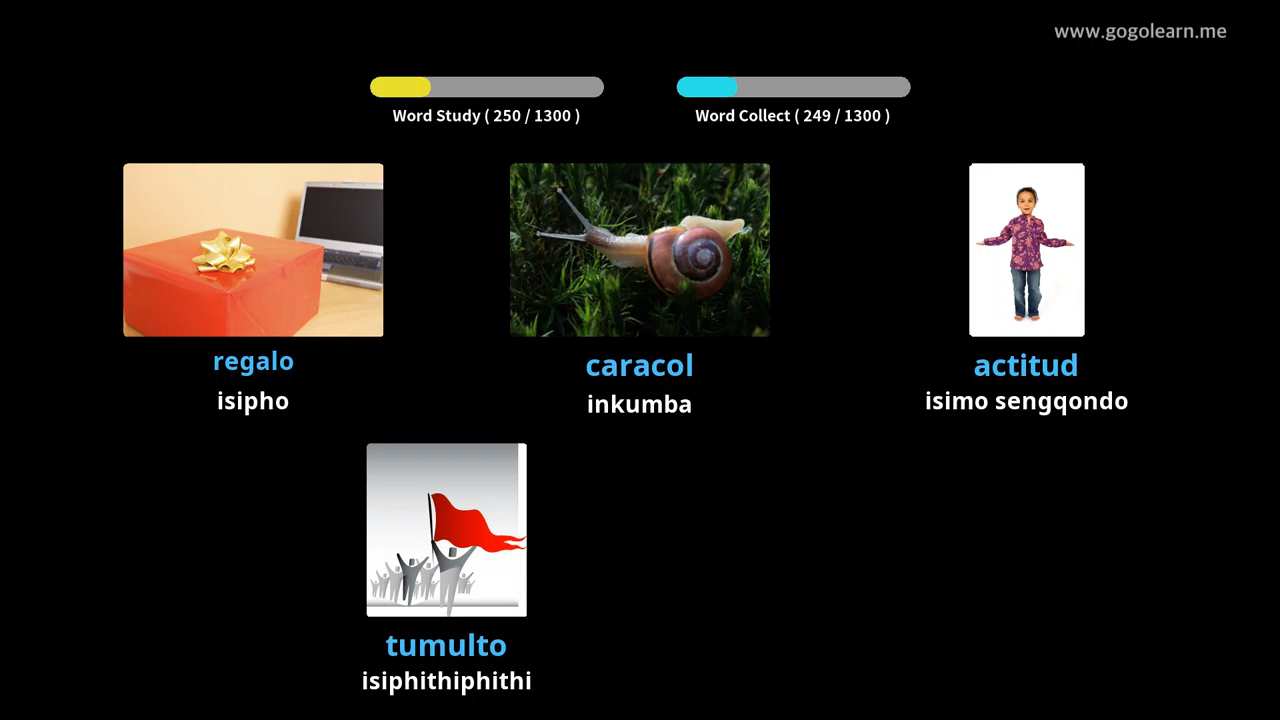 www.gogolearn.me
Word Study ( 250 / 1300 )
Word Collect ( 249 / 1300 )
regalo
isipho
caracol
inkumba
actitud
isimo sengqondo
tumulto
isiphithiphithi